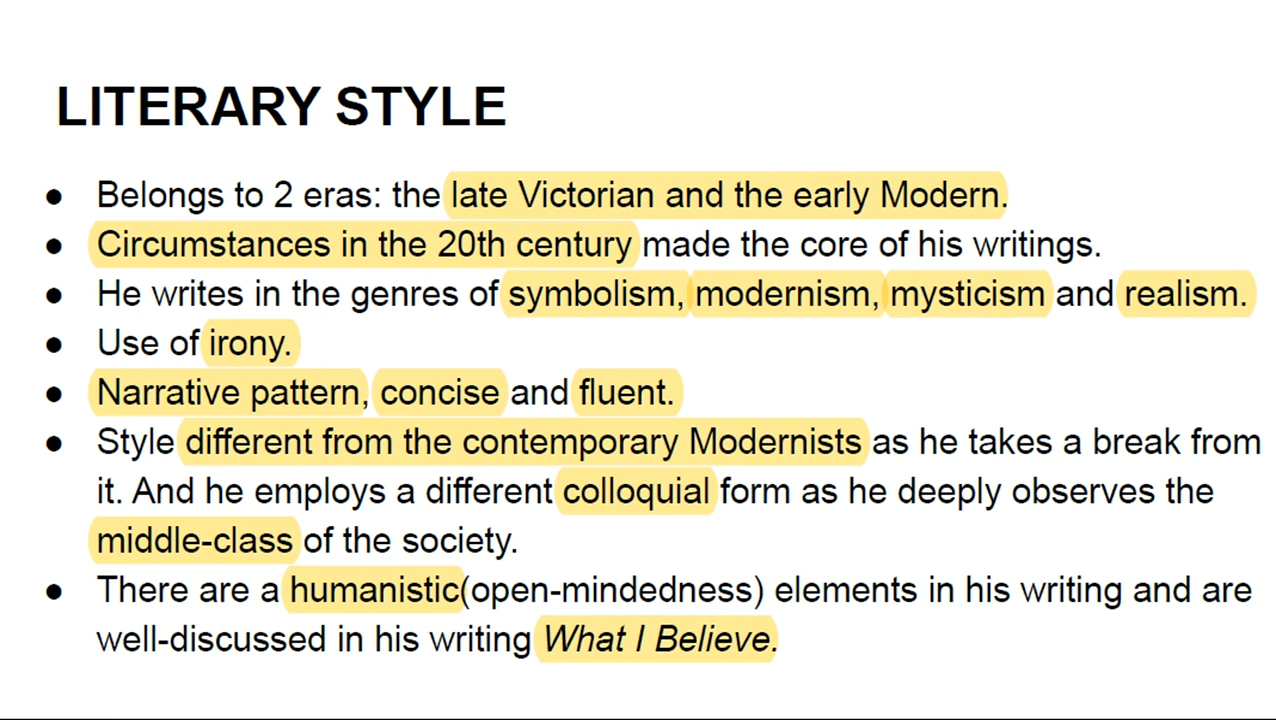 LITERARY STYLE
● Belongs to 2 eras: the late Victorian and the early Modern.
● Circumstances in the 20th century made the core of his writings.
● He writes in the genres of symbolism, modernism, mysticism and realism.
● Use of irony.
● Narrative pattern, concise and fluent.
● Style different from the contemporary Modernists as he takes a break from
it. And he employs a different colloquial form as he deeply observes the
middle-class of the society.
● There are a humanistic(open-mindedness) elements in his writing and are
well-discussed in his writing What I Believe.